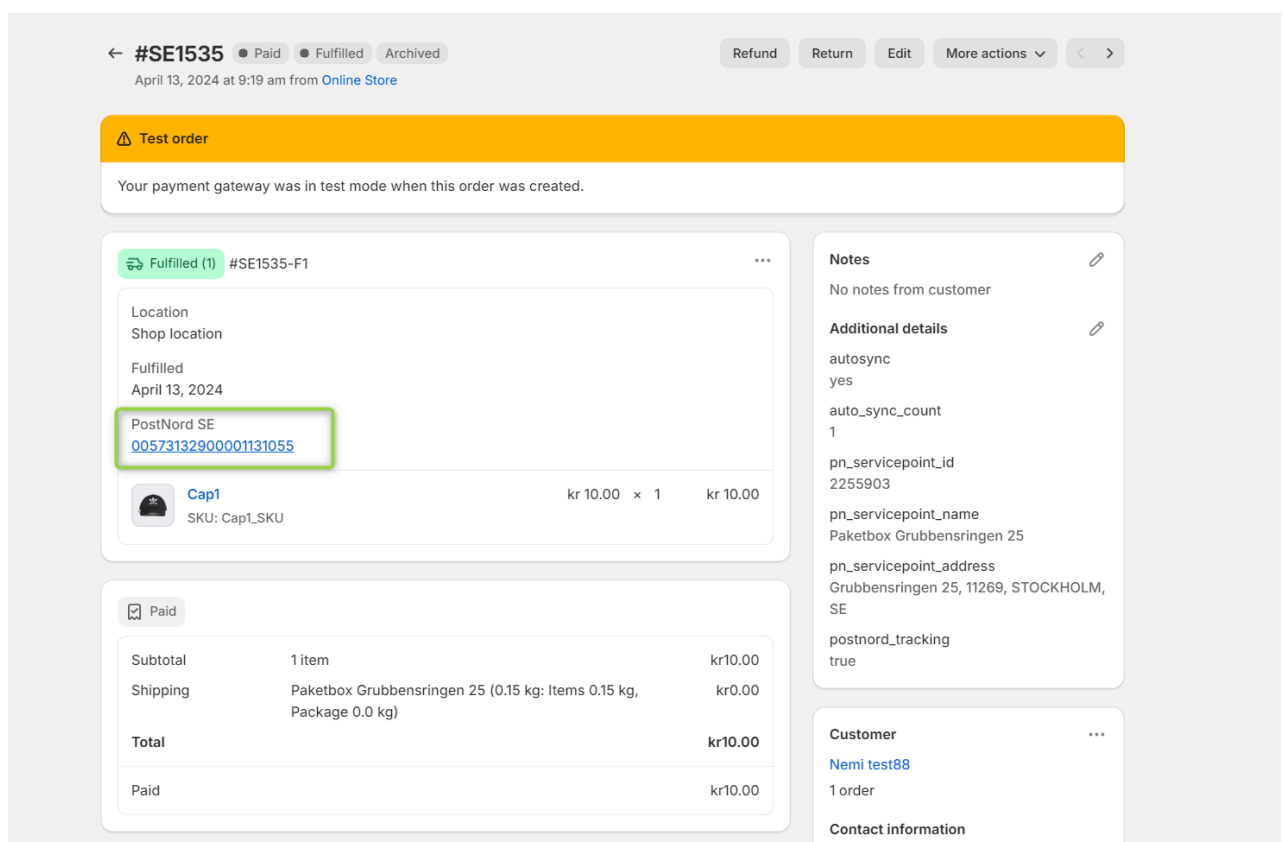 #SE1535 Paid Fulfilled Archived
Refund Return Edit More actions
April 13, 2024 at 9:19 am from Online Store
Test order
Your payment gateway was in test mode when this order was created.
Fulfilled (1) #SE1535-F1
Location
Shop location
Fulfilled
April 13, 2024
PostNord SE
00573132900001131055
Cap1 kr 10.00 × 1 kr 10.00
SKU: Cap1_SKU
Paid
Subtotal 1 item kr10.00
Shipping Paketbox Grubbensringen 25 (0.15 kg: Items 0.15 kg, kr0.00
Package 0.0 kg)
Total kr10.00
Paid kr10.00
Notes
No notes from customer
Additional details
autosync
yes
auto_sync_count
1
pn_servicepoint_id
2255903
pn_servicepoint_name
Paketbox Grubbensringen 25
pn_servicepoint_address
Grubbensringen 25, 11269, STOCKHOLM,
SE
postnord_tracking
true
Customer
Nemi test88
1 order
Contact information